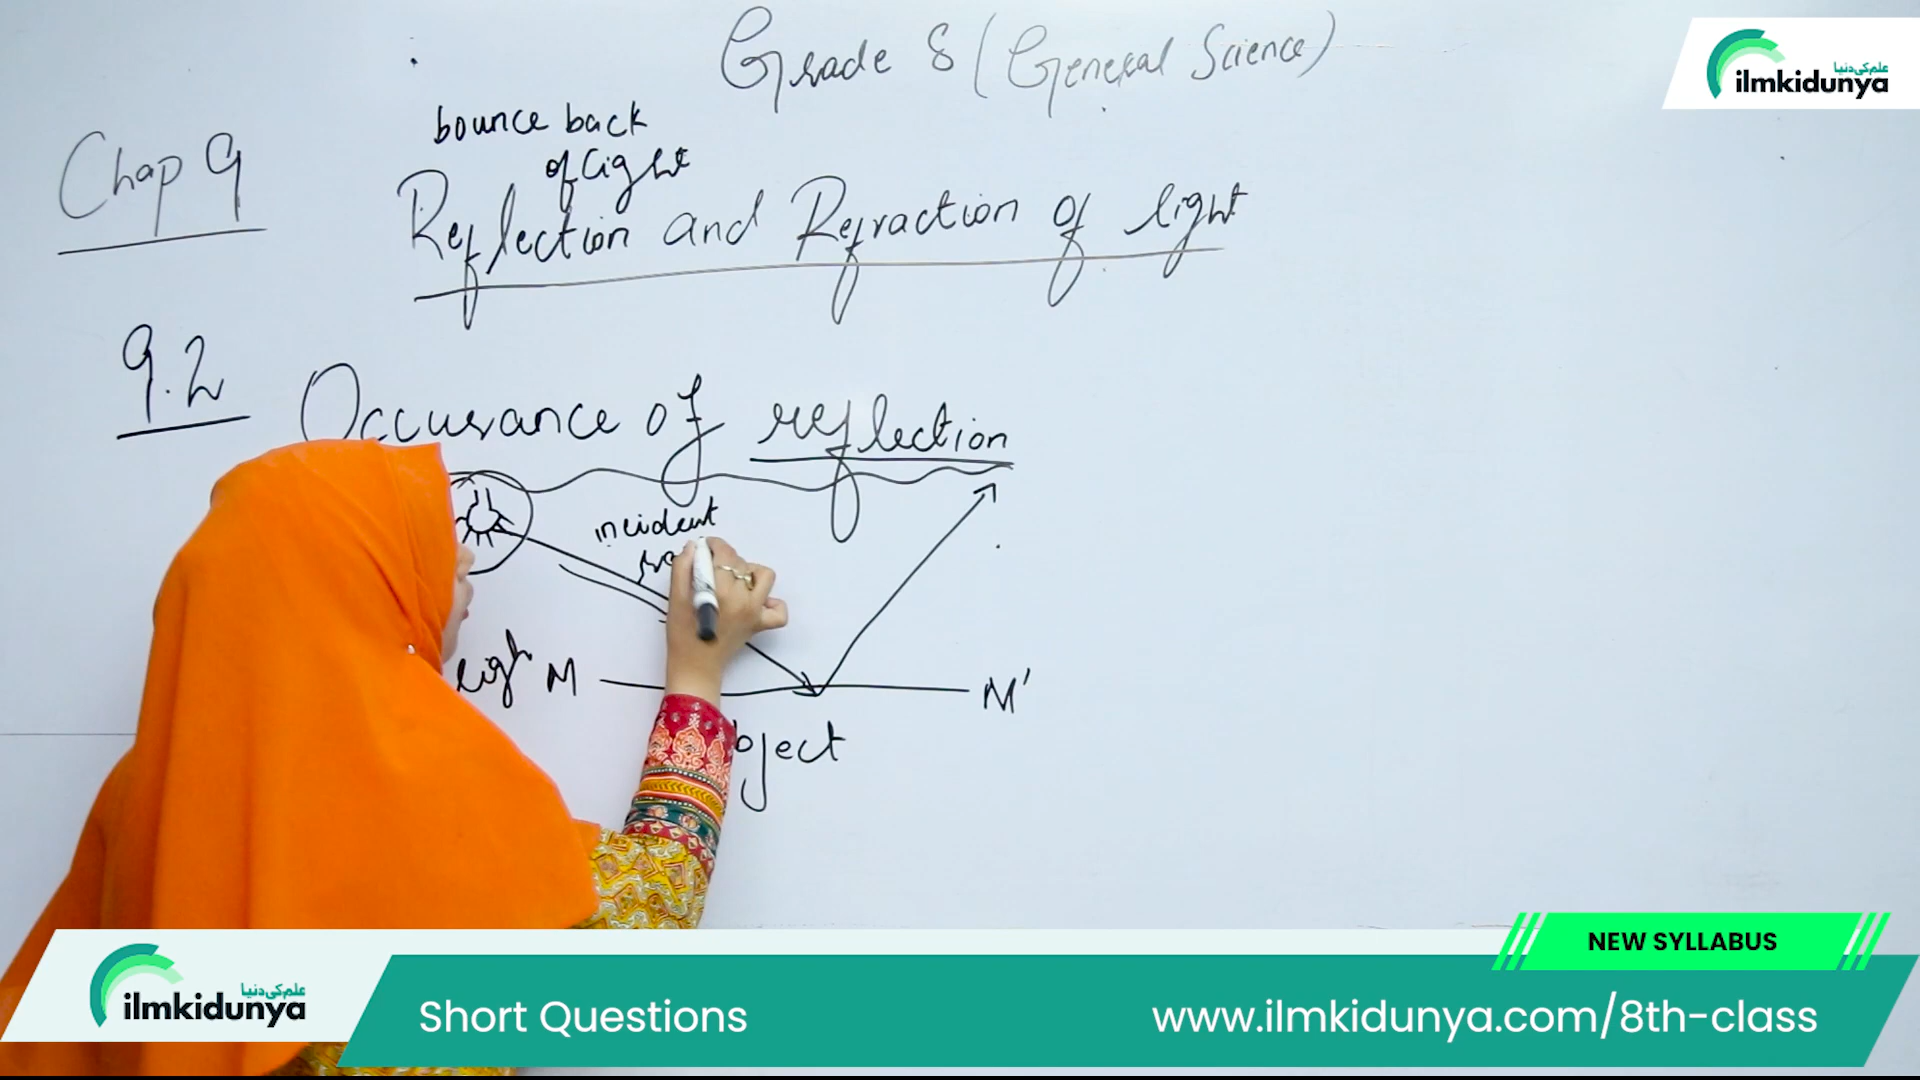 Grade 8 (General Science)
علم کی دنیا
ilmkidunya
bounce back
of light
Chap 9
Reflection and Refraction of light
9.2
Occurance of reflection
incident
M
M'
NEW SYLLABUS
علم کی دنیا
ilmkidunya
Short Questions
www.ilmkidunya.com/8th-class